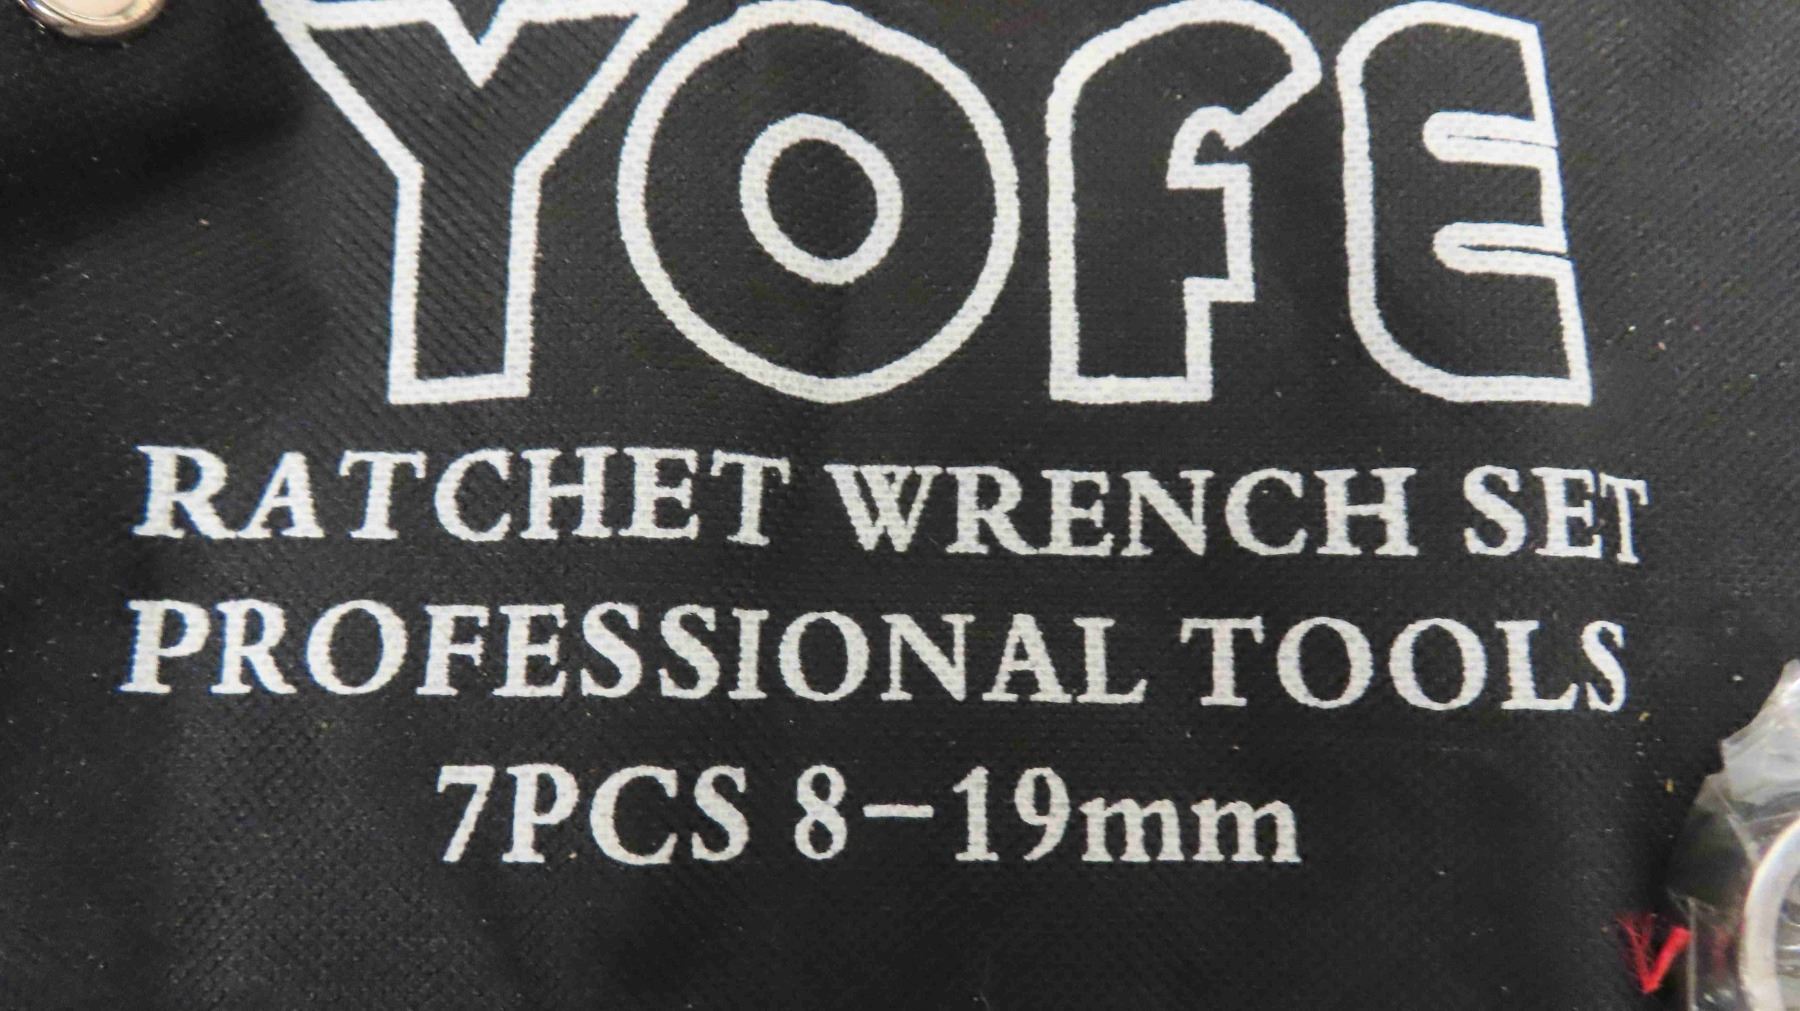 YOFE
RATCHET WRENCH SET
PROFESSIONAL TOOLS
7PCS 8-19mm